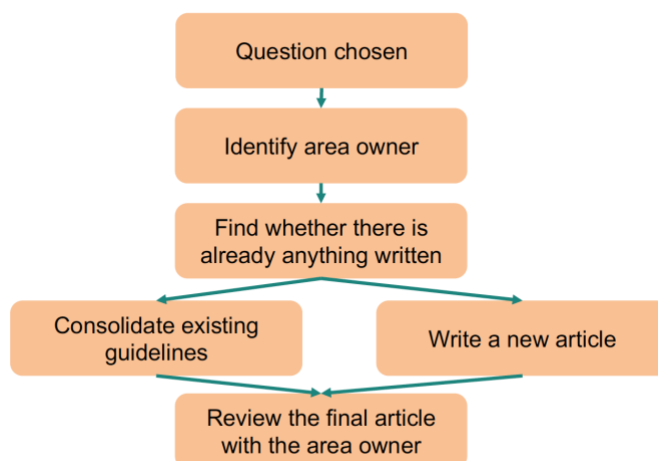 Question chosen
Identify area owner
Find whether there is
already anything written
Consolidate existing
guidelines
Write a new article
Review the final article
with the area owner